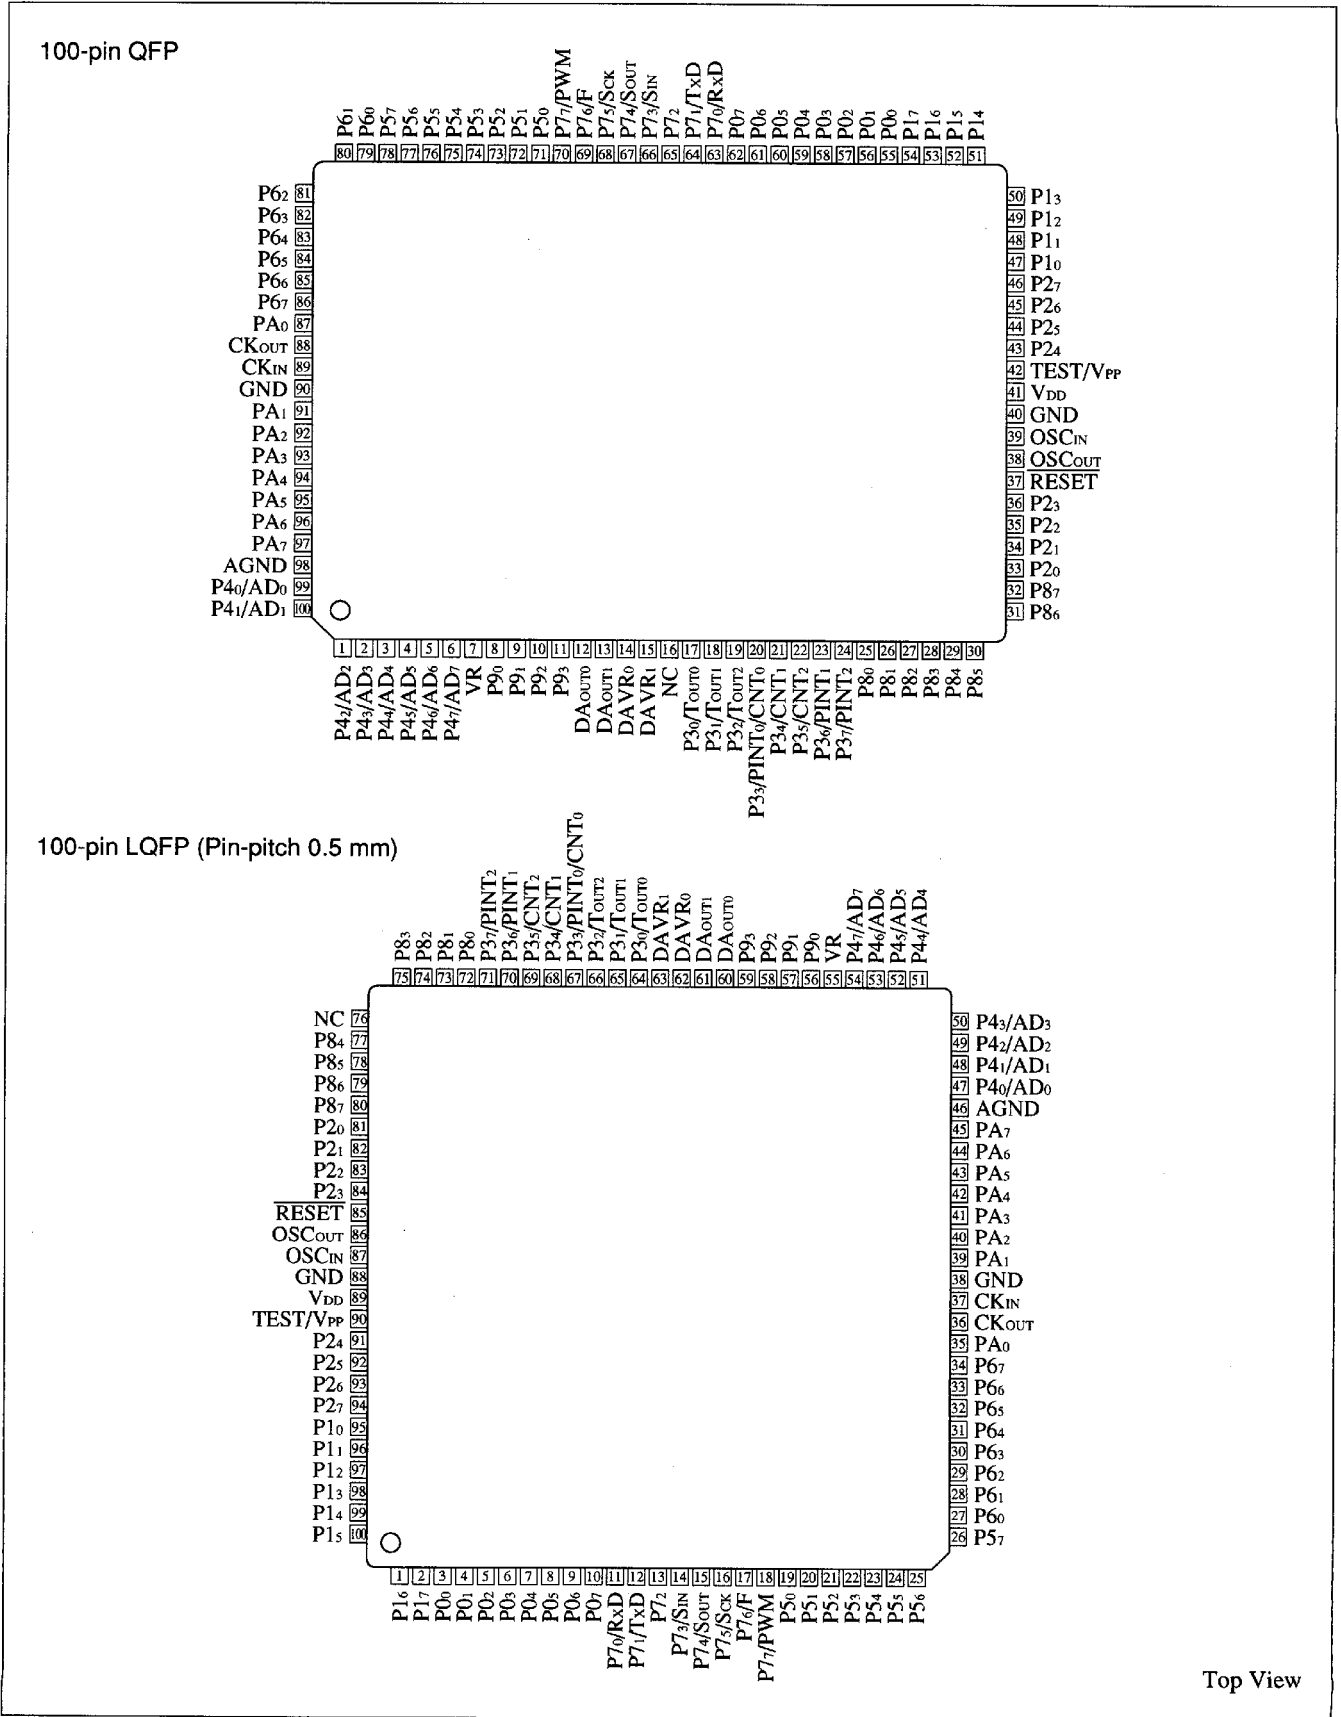 100-pin QFP
P61 P60 P57 P56 P55 P54 P53 P52 P51 P50 P77/PWM P76/F P75/SCK P74/SOUT P73/SIN P72 P71/TxD P70/RxD P07 P06 P05 P04 P03 P02 P01 P00 P17 P16 P15 P14
80 79 78 77 76 75 74 73 72 71 70 69 68 67 66 65 64 63 62 61 60 59 58 57 56 55 54 53 52 51
P62 81
P63 82
P64 83
P65 84
P66 85
P67 86
PA0 87
CKOUT 88
CKIN 89
GND 90
PA1 91
PA2 92
PA3 93
PA4 94
PA5 95
PA6 96
PA7 97
AGND 98
P40/AD0 99
P41/AD1 100
50 P13
49 P12
48 P11
47 P10
46 P27
45 P26
44 P25
43 P24
42 TEST/VPP
41 VDD
40 GND
39 OSCIN
38 OSCOUT
37 RESET
36 P23
35 P22
34 P21
33 P20
32 P87
31 P86
1 2 3 4 5 6 7 8 9 10 11 12 13 14 15 16 17 18 19 20 21 22 23 24 25 26 27 28 29 30
P42/AD2 P43/AD3 P44/AD4 P45/AD5 P46/AD6 P47/AD7 VR P90 P91 P92 P93 DAOUT0 DAOUT1 DAVR0 DAVR1 NC P30/TOUT0 P31/TOUT1 P32/TOUT2 P33/PINT0/CNT0 P34/CNT1 P35/CNT2 P36/PINT1 P37/PINT2 P80 P81 P82 P83 P84 P85
100-pin LQFP (Pin-pitch 0.5 mm)
P83 P82 P81 P80 P37/PINT2 P36/PINT1 P35/CNT2 P34/CNT1 P33/PINT0/CNT0 P32/TOUT2 P31/TOUT1 P30/TOUT0 DAVR1 DAVR0 DAOUT1 DAOUT0 P93 P92 P91 P90 VR P47/AD7 P46/AD6 P45/AD5 P44/AD4
75 74 73 72 71 70 69 68 67 66 65 64 63 62 61 60 59 58 57 56 55 54 53 52 51
NC 76
P84 77
P85 78
P86 79
P87 80
P20 81
P21 82
P22 83
P23 84
RESET 85
OSCOUT 86
OSCIN 87
GND 88
VDD 89
TEST/VPP 90
P24 91
P25 92
P26 93
P27 94
P10 95
P11 96
P12 97
P13 98
P14 99
P15 100
50 P43/AD3
49 P42/AD2
48 P41/AD1
47 P40/AD0
46 AGND
45 PA7
44 PA6
43 PA5
42 PA4
41 PA3
40 PA2
39 PA1
38 GND
37 CKIN
36 CKOUT
35 PA0
34 P67
33 P66
32 P65
31 P64
30 P63
29 P62
28 P61
27 P60
26 P57
1 2 3 4 5 6 7 8 9 10 11 12 13 14 15 16 17 18 19 20 21 22 23 24 25
P16 P17 P00 P01 P02 P03 P04 P05 P06 P07 P70/RxD P71/TxD P72 P73/SIN P74/SOUT P75/SCK P76/F P77/PWM P50 P51 P52 P53 P54 P55 P56
Top View